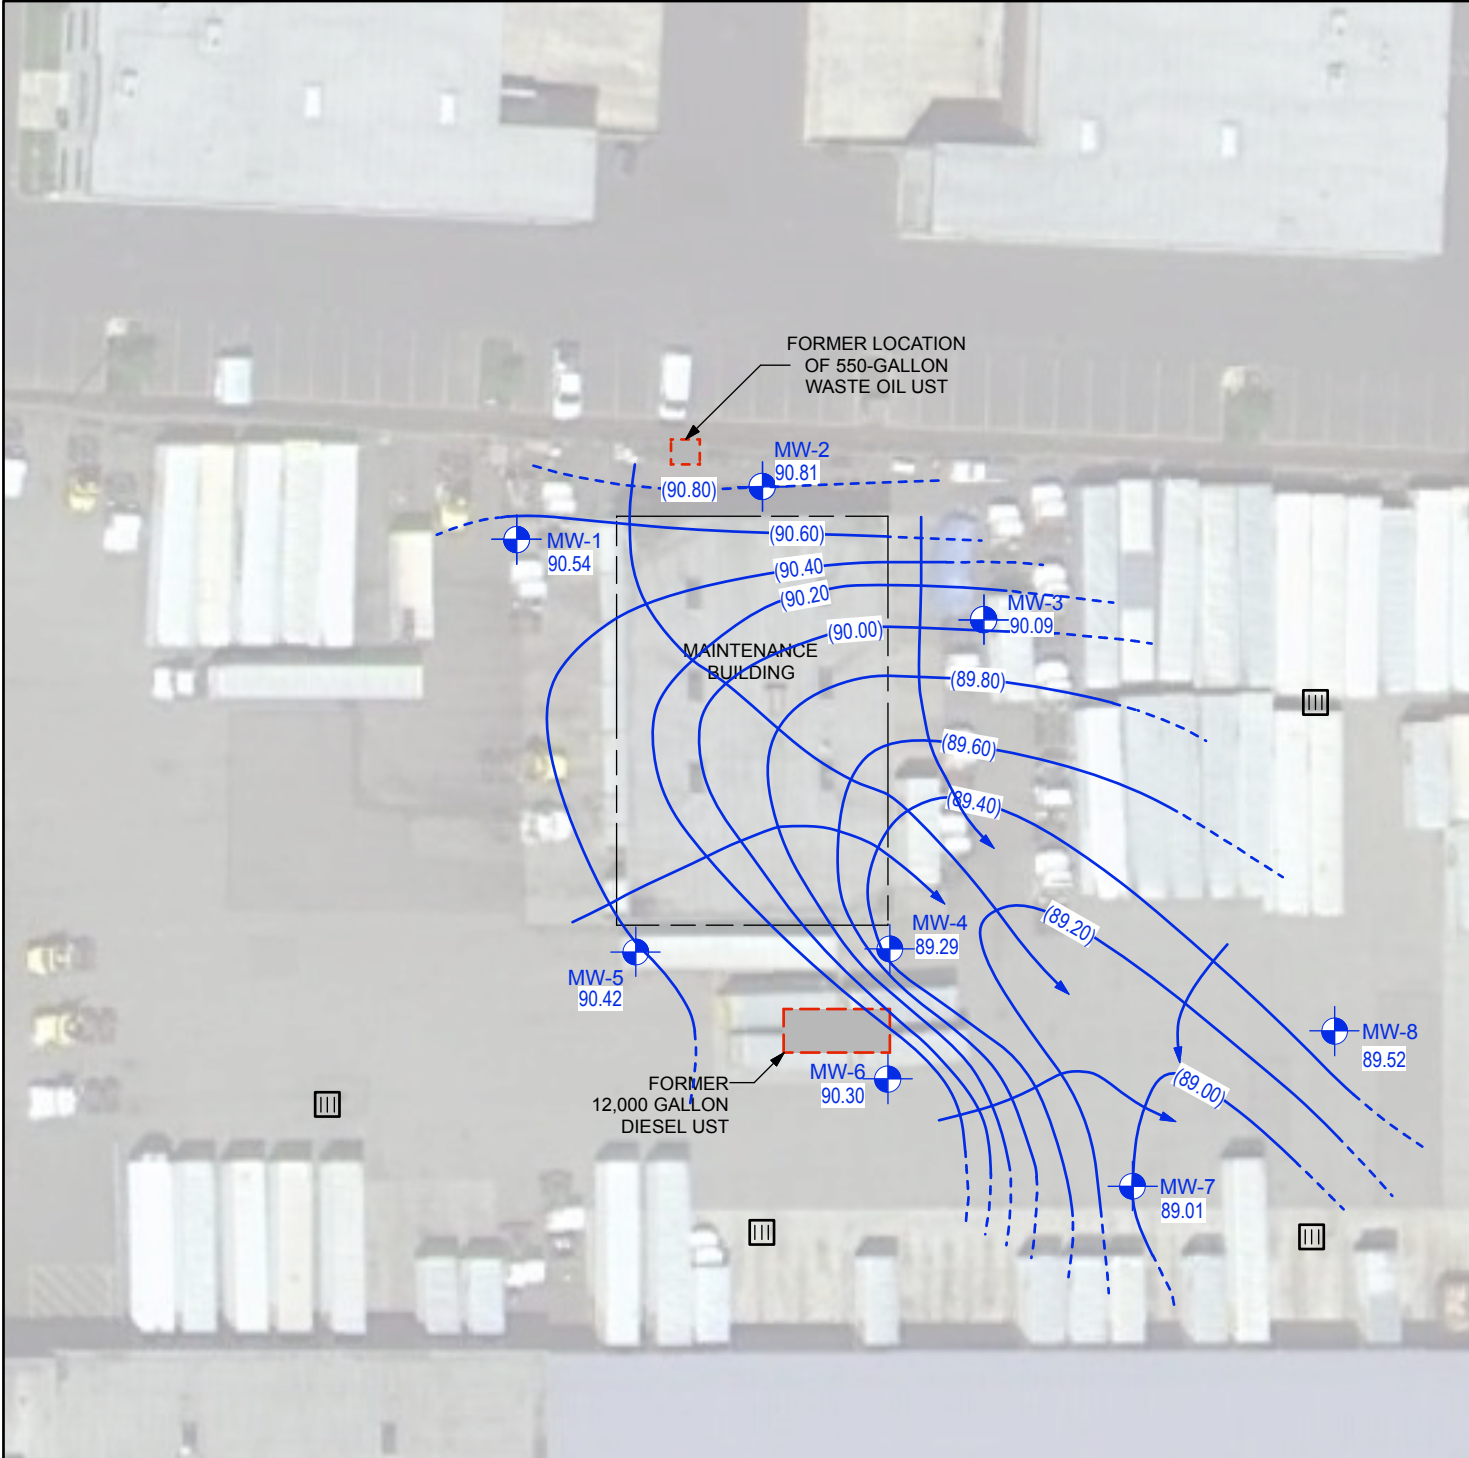 FORMER LOCATION
OF 550-GALLON
WASTE OIL UST
MW-2
90.81
(90.80)
MW-1
90.54
(90.60)
(90.40
(90.20
MW-3
90.09
(90.00)
MAINTENANCE
BUILDING
(89.80)
(89.60)
(89.40)
(89.20)
MW-4
89.29
MW-5
90.42
MW-8
89.52
MW-6
90.30
FORMER
12,000 GALLON
DIESEL UST
(89.00)
MW-7
89.01